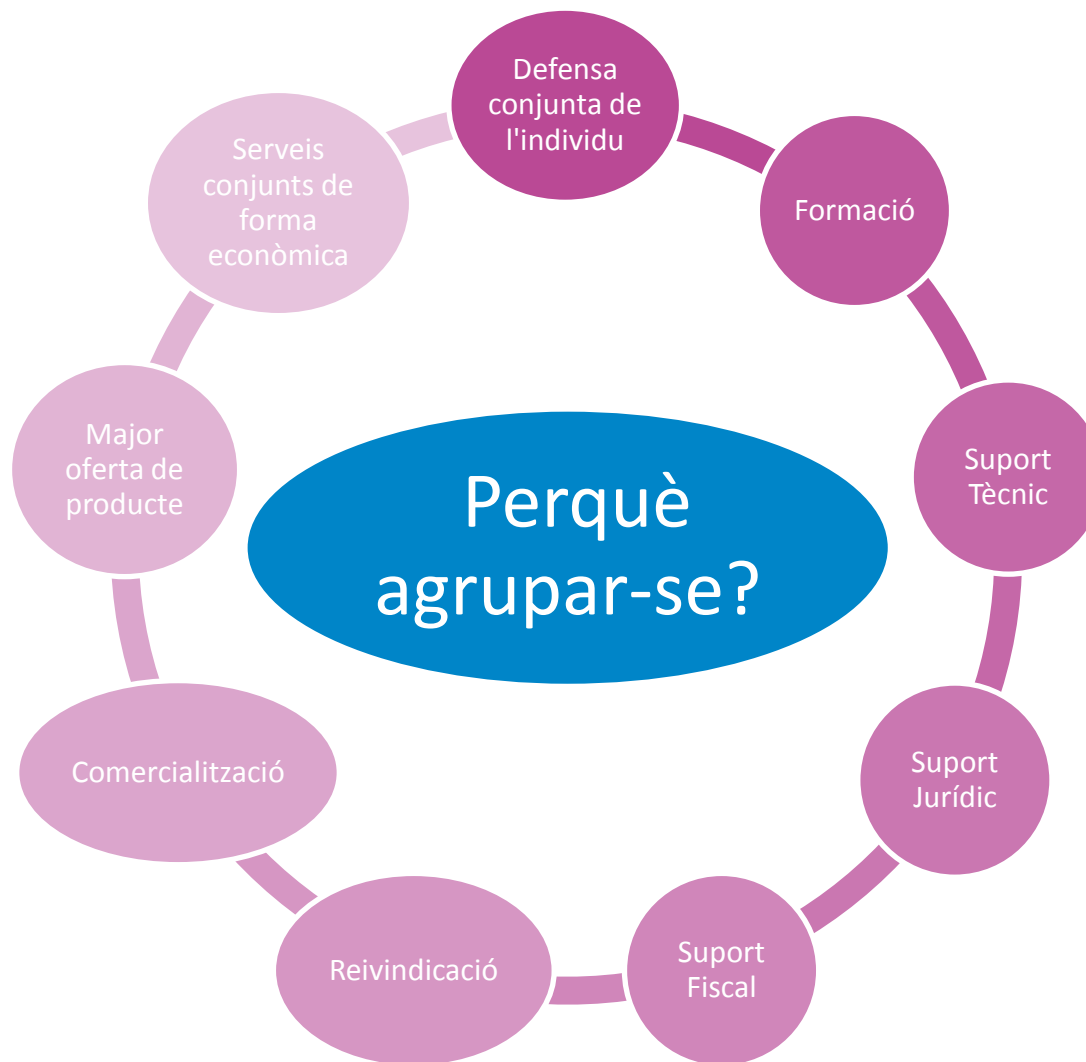 Defensa
conjunta de
l'individu
Formació
Suport
Tècnic
Suport
Jurídic
Suport
Fiscal
Reivindicació
Comercialització
Major
oferta de
producte
Serveis
conjunts de
forma
econòmica
Perquè
agrupar-se?